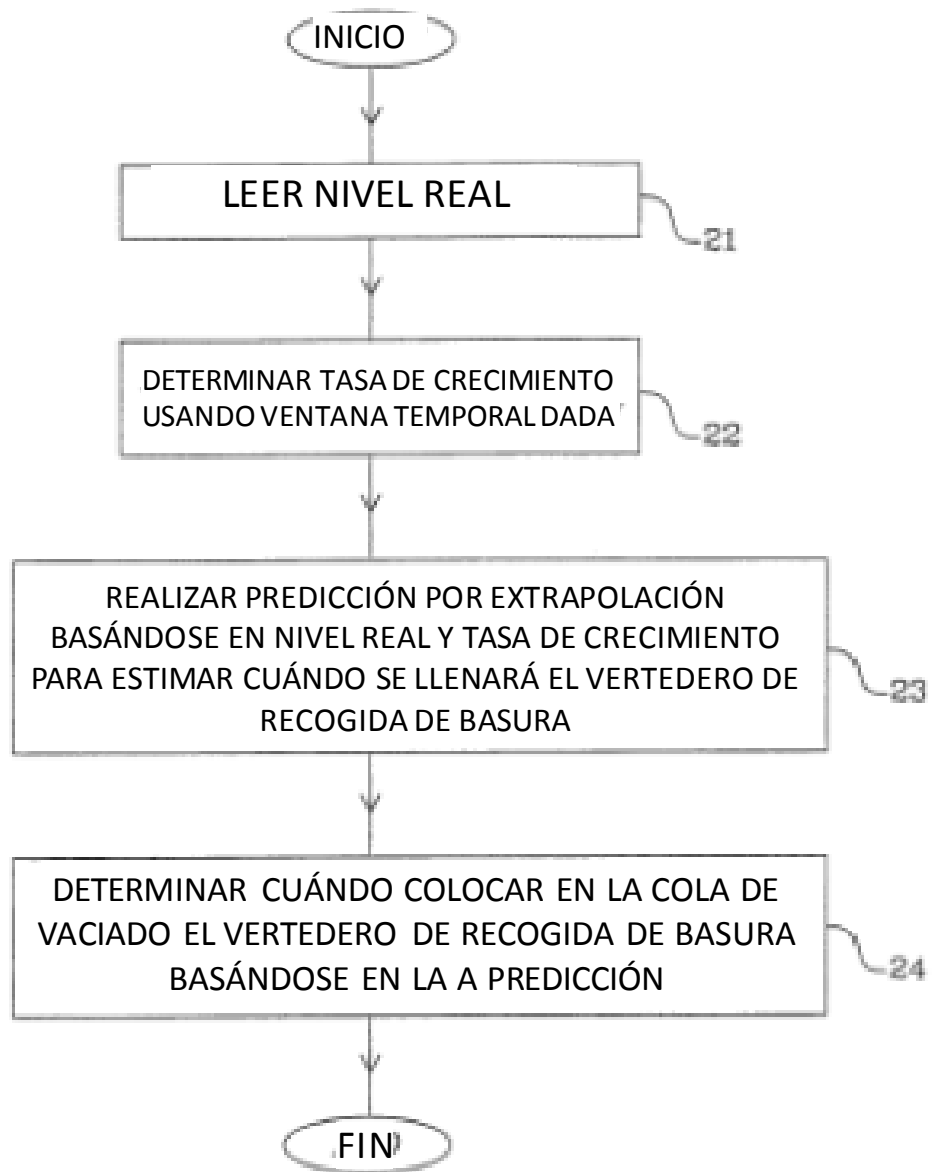 INICIO
LEER NIVEL REAL
21
DETERMINAR TASA DE CRECIMIENTO
USANDO VENTANA TEMPORAL DADA
22
REALIZAR PREDICCIÓN POR EXTRAPOLACIÓN
BASÁNDOSE EN NIVEL REAL Y TASA DE CRECIMIENTO
PARA ESTIMAR CUÁNDO SE LLENARÁ EL VERTEDERO DE
RECOGIDA DE BASURA
23
DETERMINAR CUÁNDO COLOCAR EN LA COLA DE
VACIADO EL VERTEDERO DE RECOGIDA DE BASURA
BASÁNDOSE EN LA A PREDICCIÓN
24
FIN